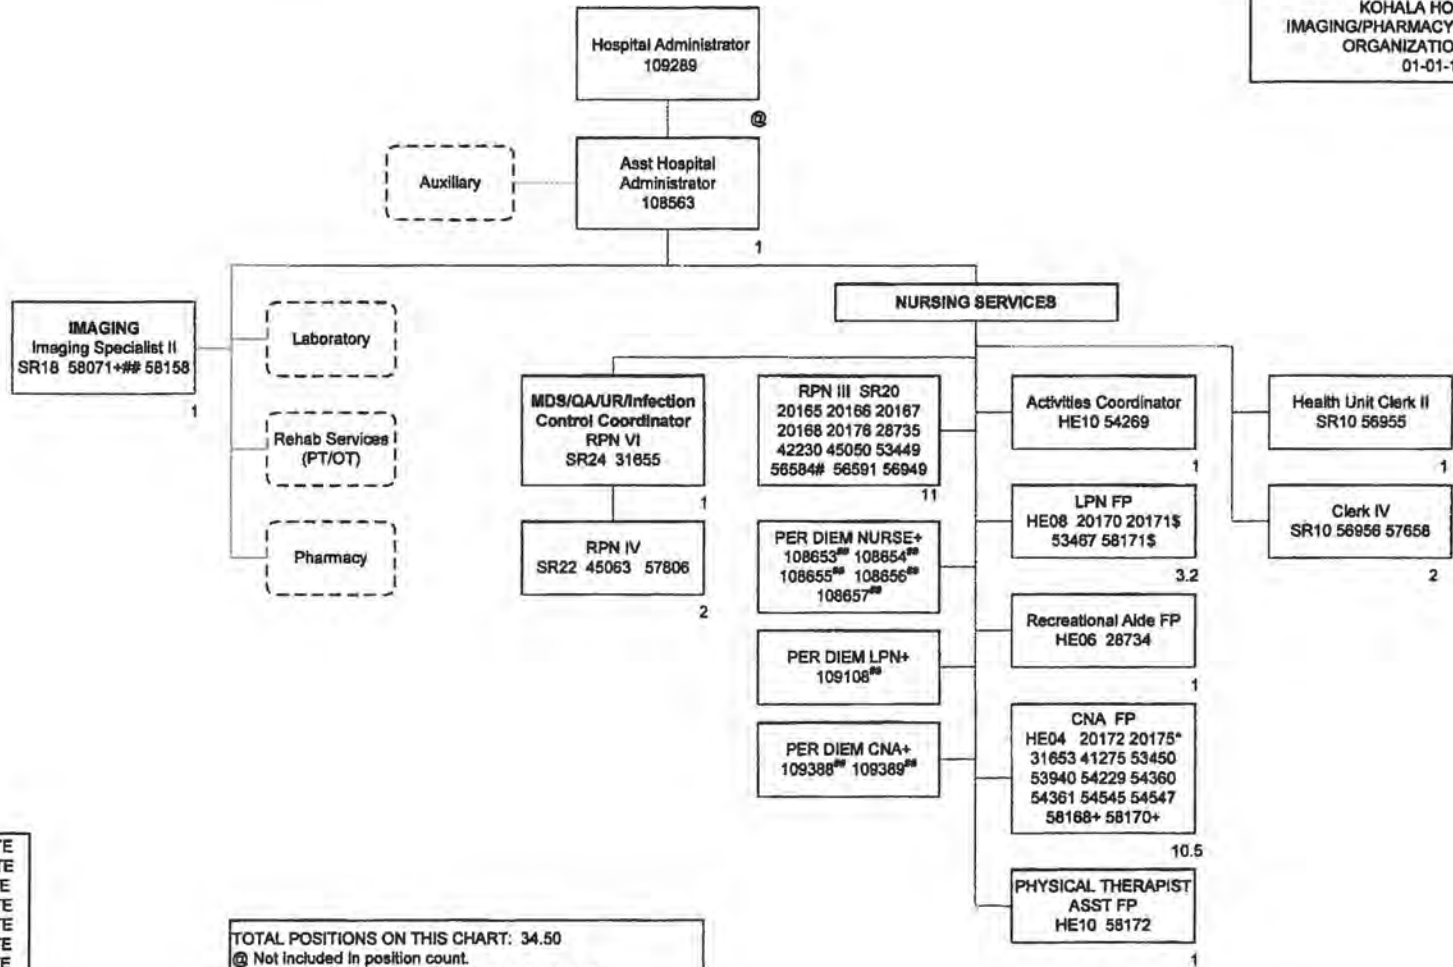 KOHALA HO
IMAGING/PHARMACY
ORGANIZATIO
01-01-1
Hospital Administrator
109289
@
Auxiliary
Asst Hospital
Administrator
108563
1
NURSING SERVICES
IMAGING
Imaging Specialist II
SR18 58071+## 58158
1
Laboratory
Rehab Services
(PT/OT)
Pharmacy
MDS/QA/UR/Infection
Control Coordinator
RPN VI
SR24 31655
1
RPN IV
SR22 45063 57806
2
RPN III SR20
20165 20166 20167
20168 20176 28735
42230 45050 53449
56584# 56591 56949
11
PER DIEM NURSE+
108653## 108654##
108655## 108656##
108657##
PER DIEM LPN+
109108##
PER DIEM CNA+
109388## 109389##
Activities Coordinator
HE10 54269
1
LPN FP
HE08 20170 20171$
53467 58171$
3.2
Recreational Aide FP
HE06 28734
1
CNA FP
HE04 20172 20175*
31653 41275 53450
53940 54229 54360
54361 54545 54547
58168+ 58170+
10.5
PHYSICAL THERAPIST
ASST FP
HE10 58172
1
Health Unit Clerk II
SR10 56955
1
Clerk IV
SR10 56956 57658
2
TE
TE
E
TE
TE
E
E
TOTAL POSITIONS ON THIS CHART: 34.50
@ Not included in position count.